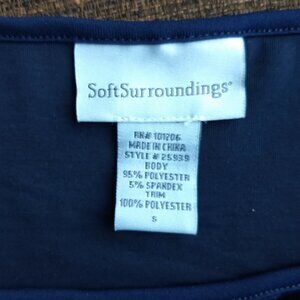 SoftSurroundings®
RN# 101206
MADE IN CHINA
STYLE # 25939
BODY
95% POLYESTER
5% SPANDEX
TRIM
100% POLYESTER
S